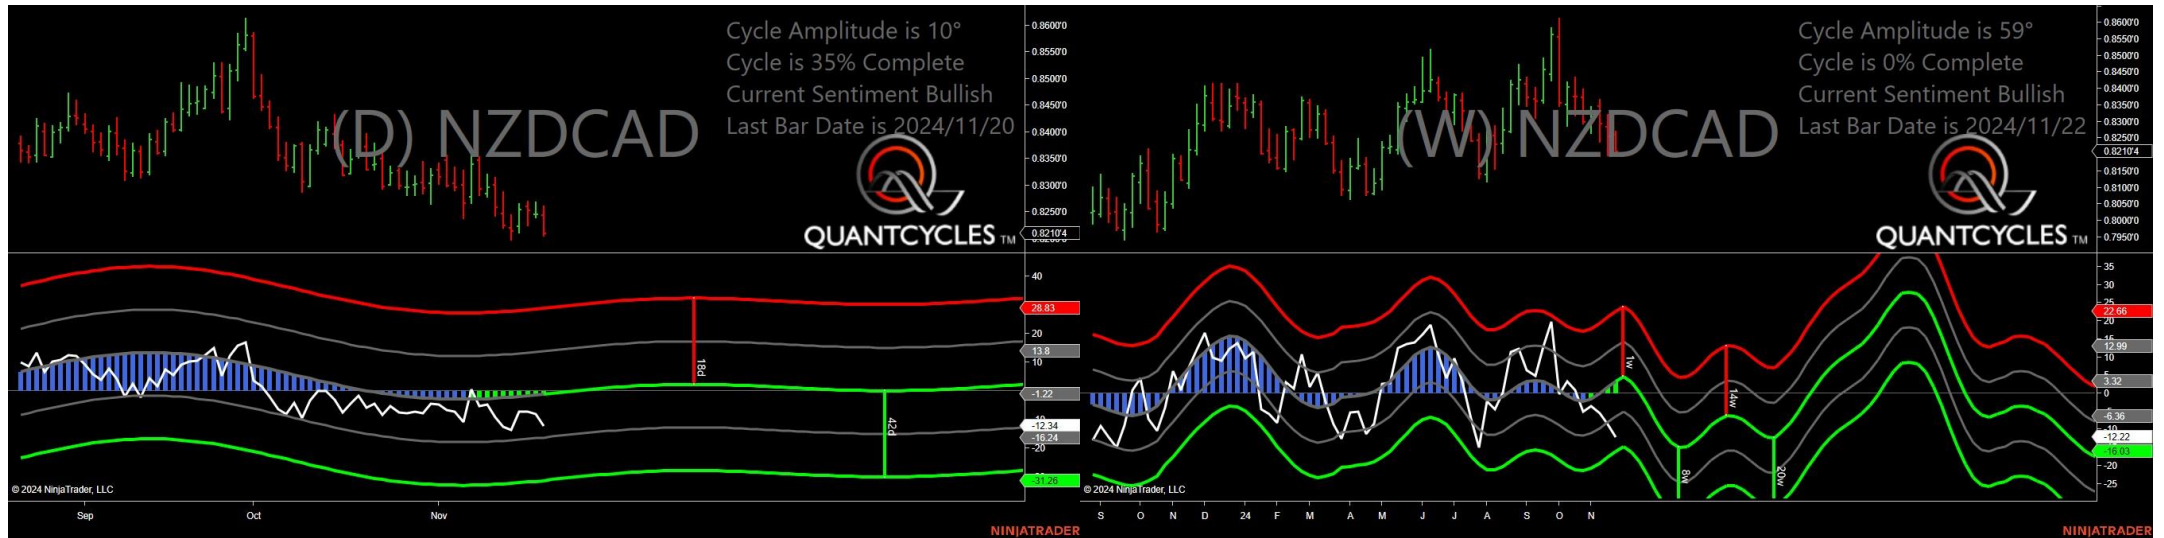 Cycle Amplitude is 10°
Cycle is 35% Complete
Current Sentiment Bullish
Last Bar Date is 2024/11/20
(D) NZDCAD
QUANTCYCLES TM
0.8600'0
0.8550'0
0.8500'0
0.8450'0
0.8400'0
0.8350'0
0.8300'0
0.8250'0
0.8210'4
40
28.83
20
13.8
10
-1.22
-12.34
-16.24
-20
-31.26
18d
42d
© 2024 NinjaTrader, LLC
Sep Oct Nov
NINJATRADER
Cycle Amplitude is 59°
Cycle is 0% Complete
Current Sentiment Bullish
Last Bar Date is 2024/11/22
(W) NZDCAD
QUANTCYCLES TM
0.8600'0
0.8550'0
0.8500'0
0.8450'0
0.8400'0
0.8350'0
0.8300'0
0.8250'0
0.8210'4
0.8150'0
0.8100'0
0.8050'0
0.8000'0
0.7950'0
35
30
25
22.66
20
15
12.99
10
3.32
0
-6.36
-12.22
-16.03
-20
-25
1w
14w
8w
20w
© 2024 NinjaTrader, LLC
S O N D 24 F M A M J J A S O N
NINJATRADER